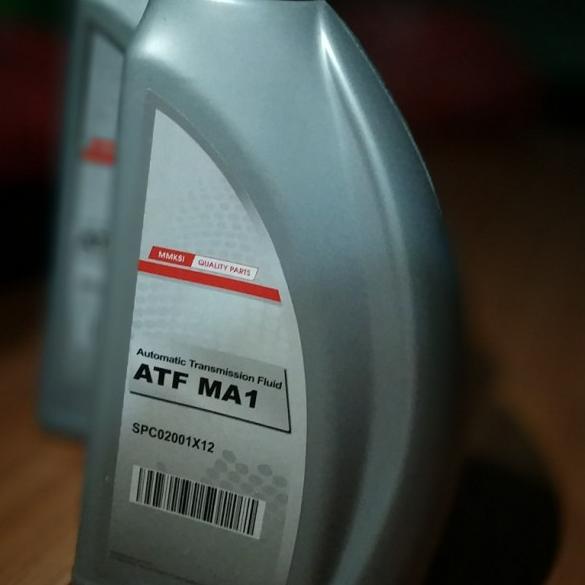 MMKSI QUALITY PARTS
Automatic Transmission Fluid
ATF MA1
SPC02001X12